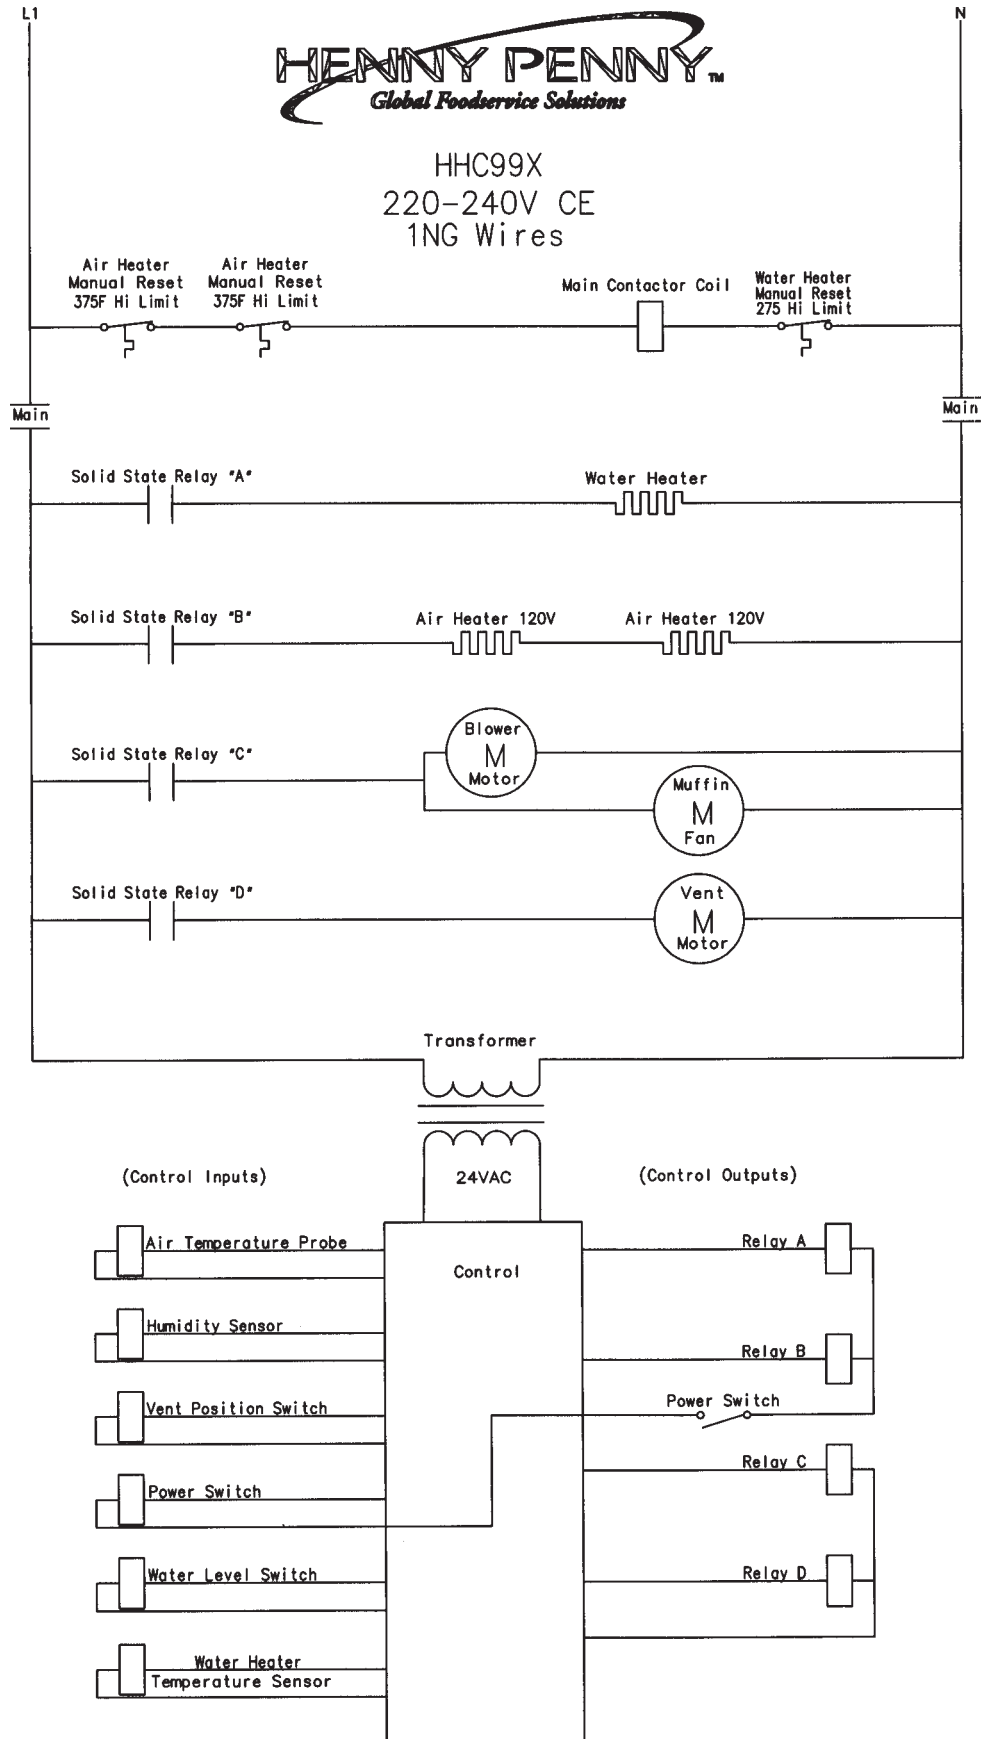 L1
N
HENNY PENNY™
Global Foodservice Solutions
HHC99X
220-240V CE
1NG Wires
Air Heater
Manual Reset
375F Hi Limit
Air Heater
Manual Reset
375F Hi Limit
Main Contactor Coil
Water Heater
Manual Reset
275 Hi Limit
Main
Main
Solid State Relay "A"
Water Heater
Solid State Relay "B"
Air Heater 120V
Air Heater 120V
Solid State Relay "C"
Blower
M
Motor
Muffin
M
Fan
Solid State Relay "D"
Vent
M
Motor
Transformer
(Control Inputs)
24VAC
(Control Outputs)
Air Temperature Probe
Control
Relay A
Humidity Sensor
Relay B
Vent Position Switch
Power Switch
Relay C
Power Switch
Water Level Switch
Relay D
Water Heater
Temperature Sensor